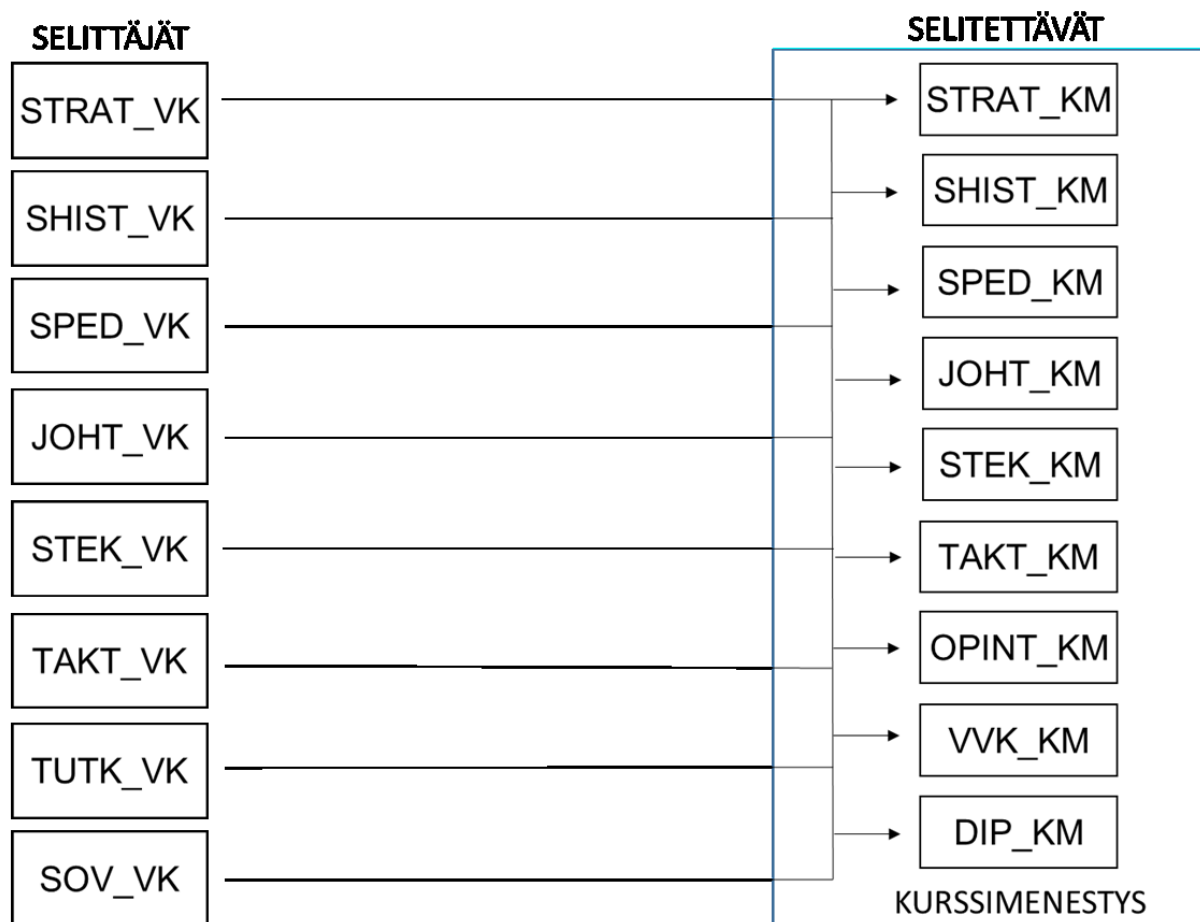 SELITTÄJÄT
STRAT_VK
SHIST_VK
SPED_VK
JOHT_VK
STEK_VK
TAKT_VK
TUTK_VK
SOV_VK
SELITETTÄVÄT
STRAT_KM
SHIST_KM
SPED_KM
JOHT_KM
STEK_KM
TAKT_KM
OPINT_KM
VVK_KM
DIP_KM
KURSSIMENESTYS